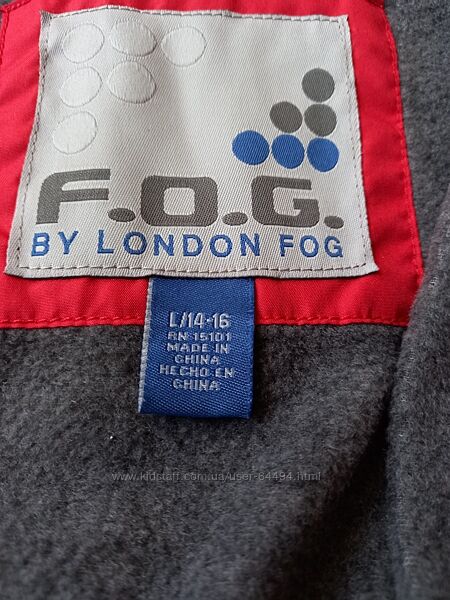 F.O.G.
BY LONDON FOG
L/14-16
RN 15101
MADE IN
CHINA
HECHO EN
CHINA
www.kidstaff.com.ua/user-64494.html